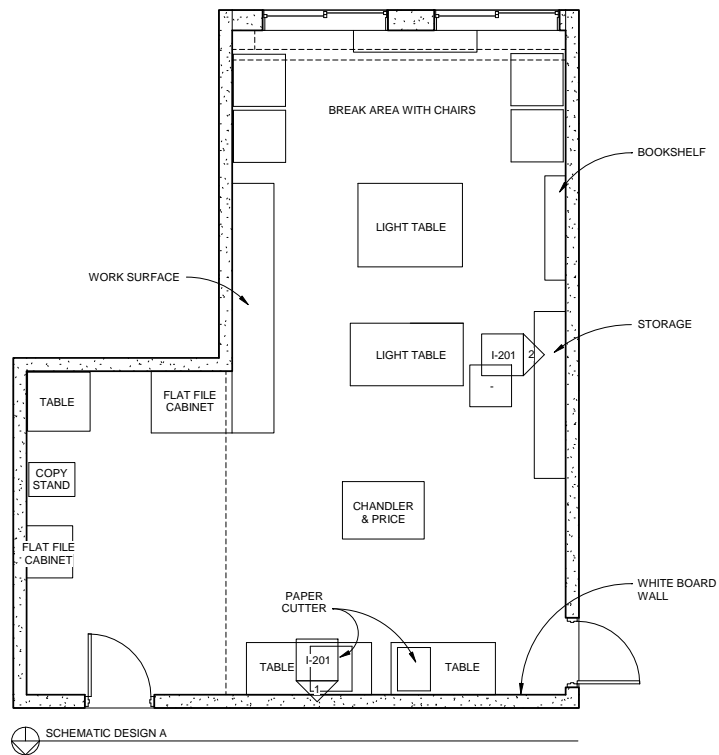 BREAK AREA WITH CHAIRS
BOOKSHELF
LIGHT TABLE
WORK SURFACE
STORAGE
LIGHT TABLE
I-201
2
-
TABLE
FLAT FILE
CABINET
COPY
STAND
CHANDLER
& PRICE
FLAT FILE
CABINET
PAPER
CUTTER
WHITE BOARD
WALL
TABLE
I-201
1
TABLE
SCHEMATIC DESIGN A